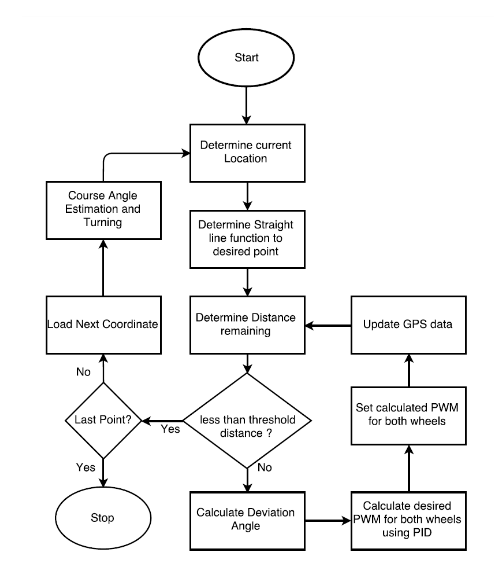 Start
Determine current
Location
Course Angle
Estimation and
Turning
Determine Straight
line function to
desired point
Load Next Coordinate
Determine Distance
remaining
Update GPS data
No
Last Point?
Yes
less than threshold
distance ?
Set calculated PWM
for both wheels
Yes
No
Stop
Calculate Deviation
Angle
Calculate desired
PWM for both wheels
using PID